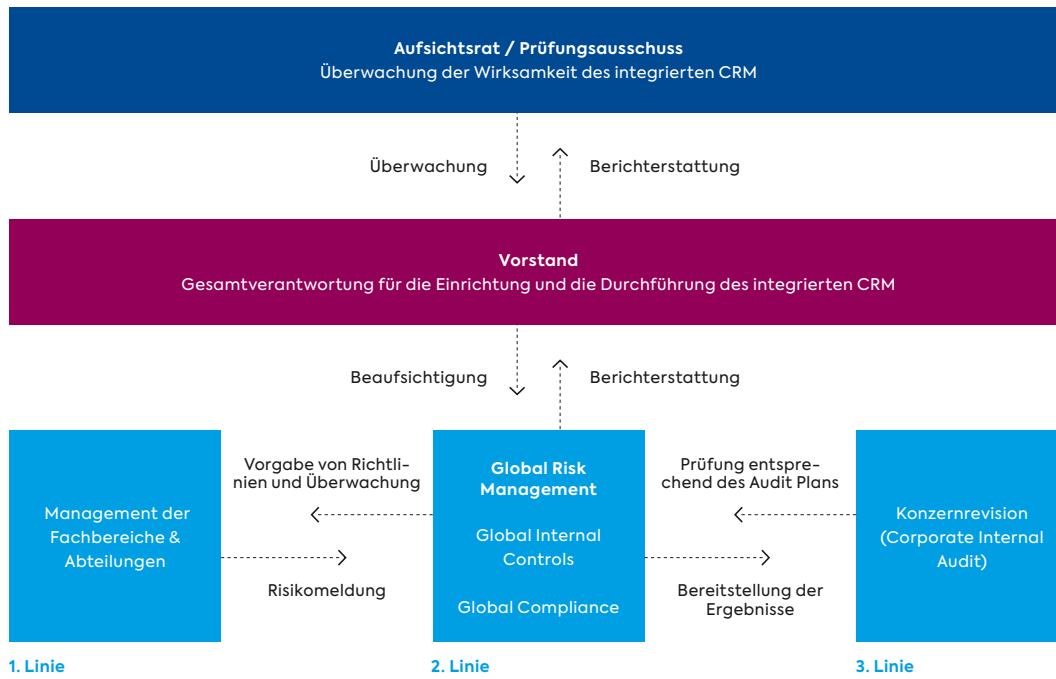 Aufsichtsrat / Prüfungsausschuss
Überwachung der Wirksamkeit des integrierten CRM
Überwachung
Berichterstattung
Vorstand
Gesamtverantwortung für die Einrichtung und die Durchführung des integrierten CRM
Beaufsichtigung
Berichterstattung
Management der
Fachbereiche &
Abteilungen
Vorgabe von Richtli-
nien und Überwachung
Risikomeldung
Global Risk
Management
Global Internal
Controls
Global Compliance
Prüfung entspre-
chend des Audit Plans
Bereitstellung der
Ergebnisse
Konzernrevision
(Corporate Internal
Audit)
1. Linie
2. Linie
3. Linie